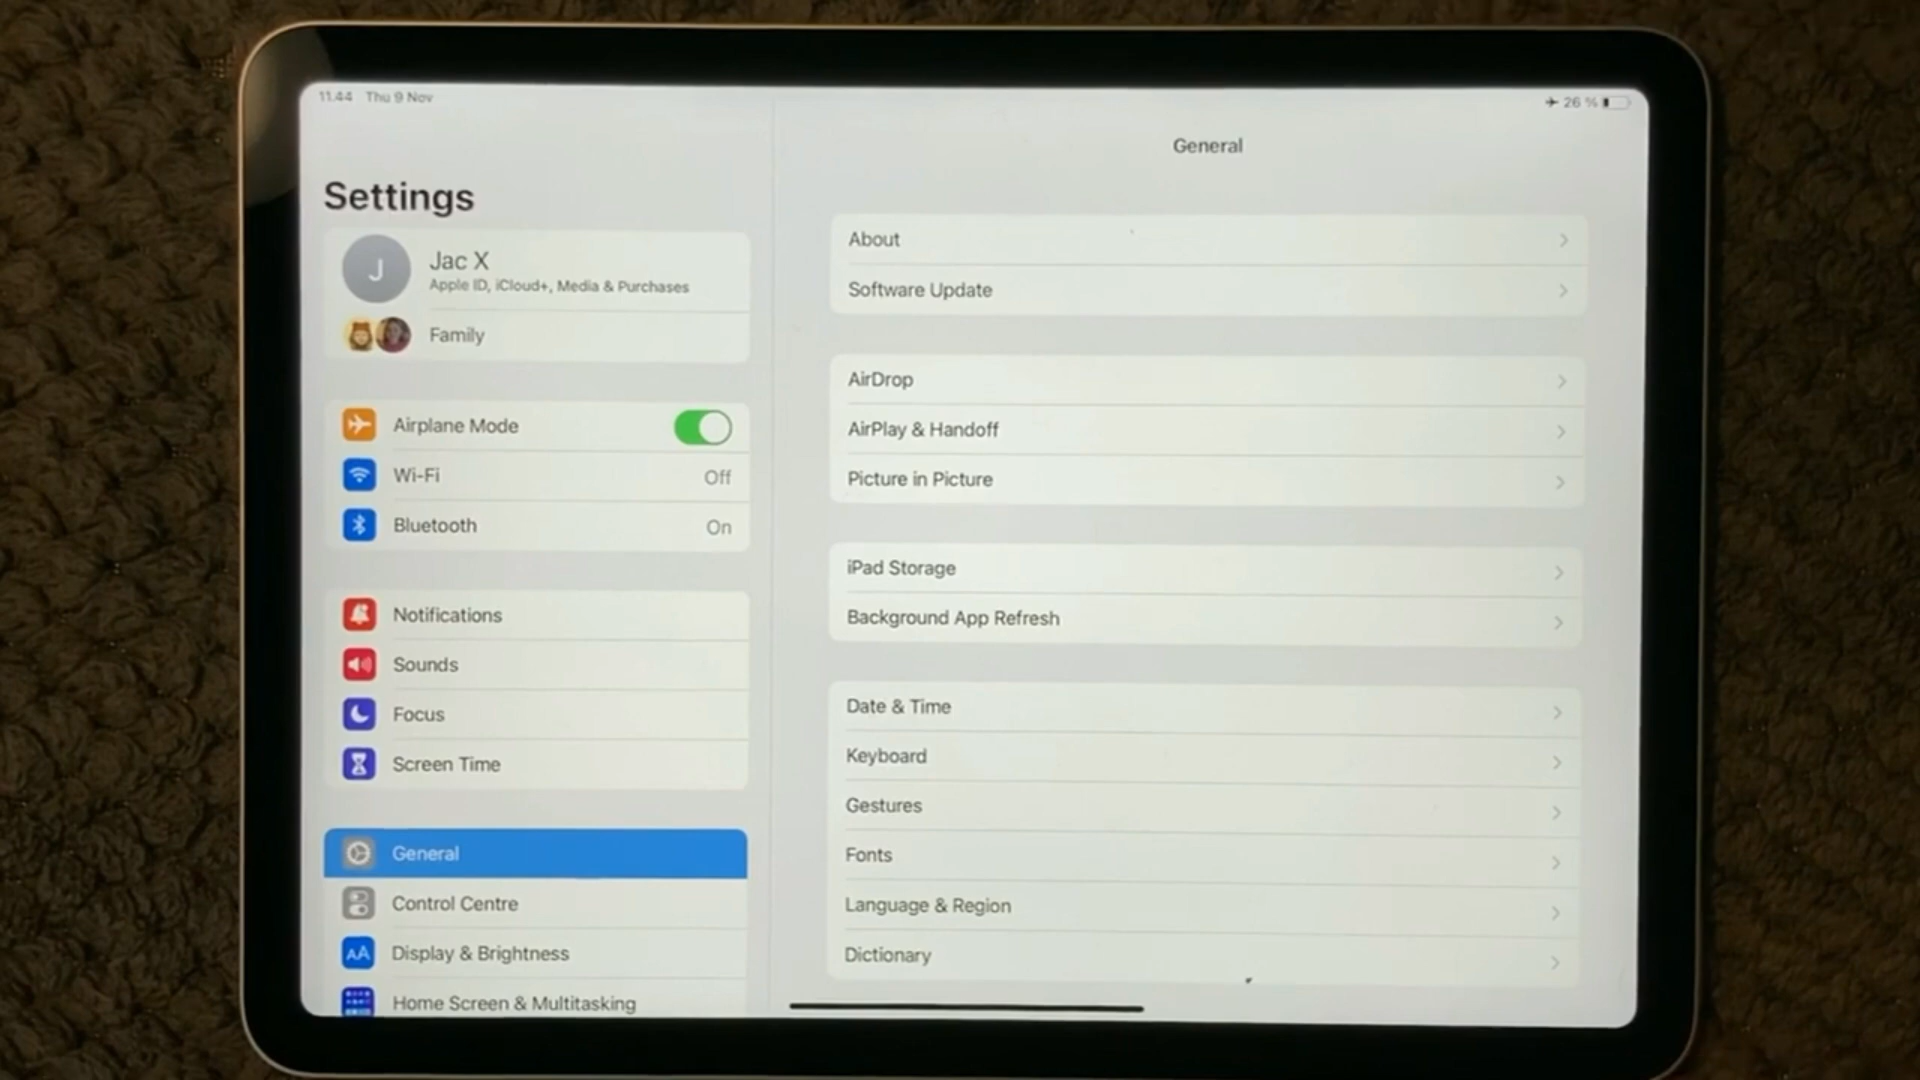 11.44 Thu 9 Nov
26 %
Settings
J
Jac X
Apple ID, iCloud+, Media & Purchases
Family
Airplane Mode
Wi-Fi Off
Bluetooth On
Notifications
Sounds
Focus
Screen Time
General
Control Centre
AA Display & Brightness
Home Screen & Multitasking
General
About
Software Update
AirDrop
AirPlay & Handoff
Picture in Picture
iPad Storage
Background App Refresh
Date & Time
Keyboard
Gestures
Fonts
Language & Region
Dictionary